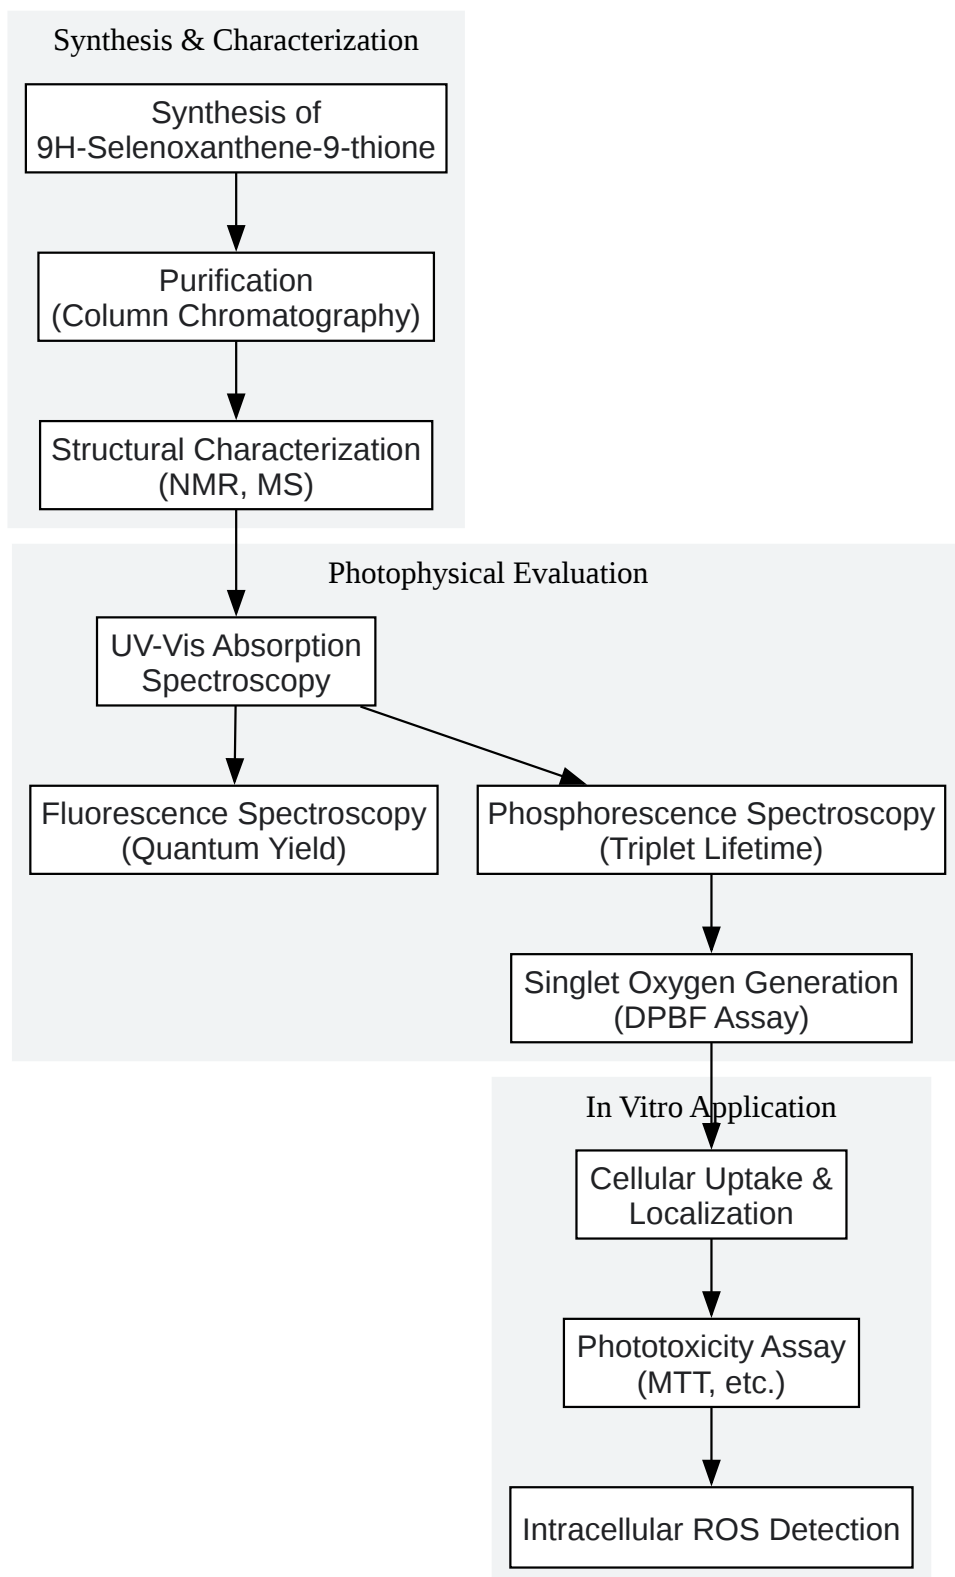 Synthesis & Characterization
Synthesis of
9H-Selenoxanthene-9-thione
Purification
(Column Chromatography)
Structural Characterization
(NMR, MS)
Photophysical Evaluation
UV-Vis Absorption
Spectroscopy
Fluorescence Spectroscopy
(Quantum Yield)
Phosphorescence Spectroscopy
(Triplet Lifetime)
Singlet Oxygen Generation
(DPBF Assay)
In Vitro Application
Cellular Uptake &
Localization
Phototoxicity Assay
(MTT, etc.)
Intracellular ROS Detection